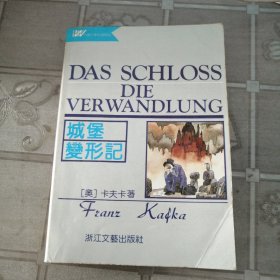 DAS SCHLOSS
DIE
VERWANDLUNG
城堡
變形記
[奥]卡夫卡著
Franz Kafka
浙江文藝出版社